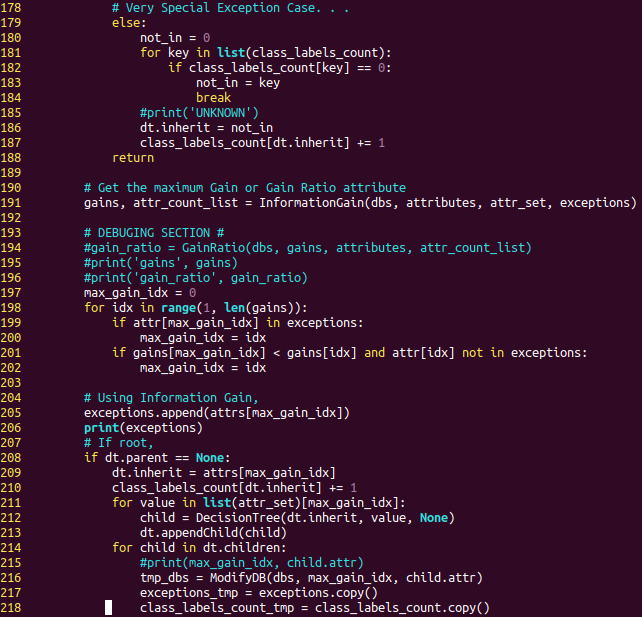 178             # Very Special Exception Case. . .
179             else:
180                 not_in = 0
181                 for key in list(class_labels_count):
182                     if class_labels_count[key] == 0:
183                         not_in = key
184                         break
185                 #print('UNKNOWN')
186                 dt.inherit = not_in
187                 class_labels_count[dt.inherit] += 1
188             return
189
190         # Get the maximum Gain or Gain Ratio attribute
191         gains, attr_count_list = InformationGain(dbs, attributes, attr_set, exceptions)
192
193         # DEBUGING SECTION #
194         #gain_ratio = GainRatio(dbs, gains, attributes, attr_count_list)
195         #print('gains', gains)
196         #print('gain_ratio', gain_ratio)
197         max_gain_idx = 0
198         for idx in range(1, len(gains)):
199             if attr[max_gain_idx] in exceptions:
200                 max_gain_idx = idx
201             if gains[max_gain_idx] < gains[idx] and attr[idx] not in exceptions:
202                 max_gain_idx = idx
203
204         # Using Information Gain,
205         exceptions.append(attrs[max_gain_idx])
206         print(exceptions)
207         # If root,
208         if dt.parent == None:
209             dt.inherit = attrs[max_gain_idx]
210             class_labels_count[dt.inherit] += 1
211             for value in list(attr_set)[max_gain_idx]:
212                 child = DecisionTree(dt.inherit, value, None)
213                 dt.appendChild(child)
214             for child in dt.children:
215                 #print(max_gain_idx, child.attr)
216                 tmp_dbs = ModifyDB(dbs, max_gain_idx, child.attr)
217                 exceptions_tmp = exceptions.copy()
218                 class_labels_count_tmp = class_labels_count.copy()